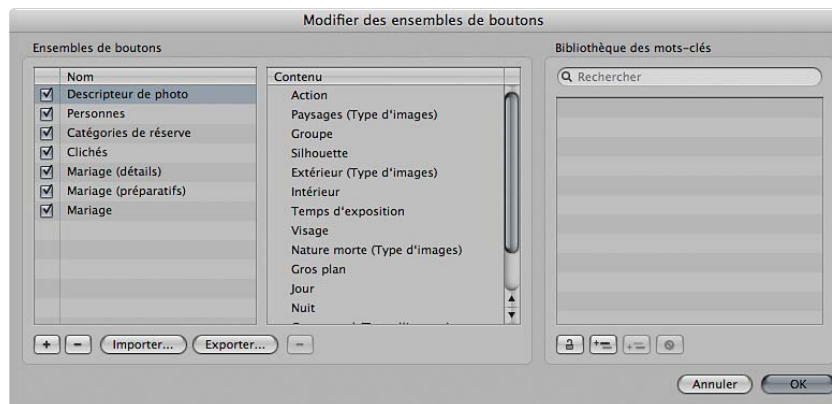 Modifier des ensembles de boutons
Ensembles de boutons
Nom
Descripteur de photo
Personnes
Catégories de réserve
Clichés
Mariage (détails)
Mariage (préparatifs)
Mariage
Contenu
Action
Paysages (Type d'images)
Groupe
Silhouette
Extérieur (Type d'images)
Intérieur
Temps d'exposition
Visage
Nature morte (Type d'images)
Gros plan
Jour
Nuit
Importer...
Exporter...
Bibliothèque des mots-clés
Rechercher
Annuler
OK